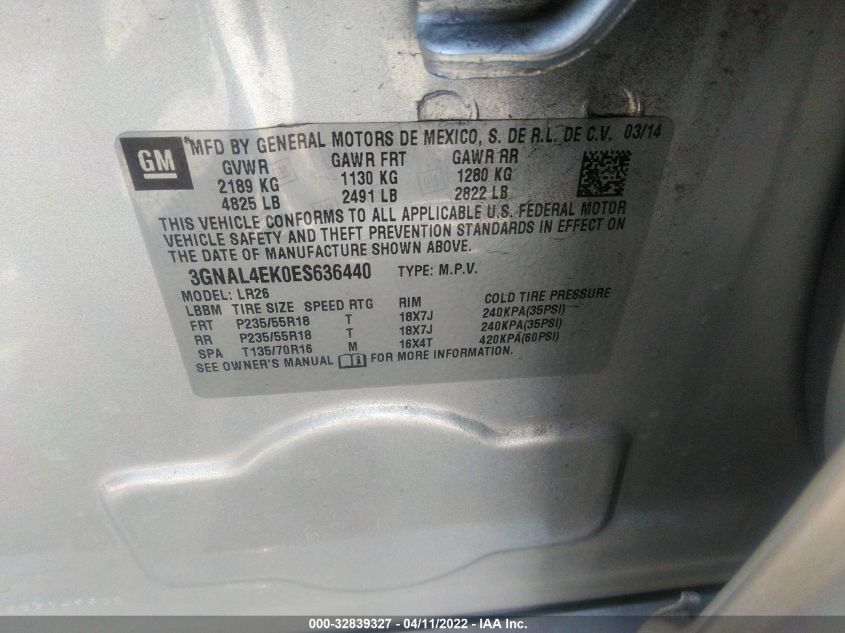 GM
*MFD BY GENERAL MOTORS DE MEXICO, S. DE R.L. DE C.V. 03/14
GVWR GAWR FRT GAWR RR
2189 KG 1130 KG 1280 KG
4825 LB 2491 LB 2822 LB
THIS VEHICLE CONFORMS TO ALL APPLICABLE U.S. FEDERAL MOTOR
VEHICLE SAFETY AND THEFT PREVENTION STANDARDS IN EFFECT ON
THE DATE OF MANUFACTURE SHOWN ABOVE.
3GNAL4EK0ES636440 TYPE: M.P.V.
MODEL: LR26
LBBM TIRE SIZE SPEED RTG RIM COLD TIRE PRESSURE
FRT P235/55R18 T 18X7J 240KPA(35PSI)
RR P235/55R18 T 18X7J 240KPA(35PSI)
SPA T135/70R16 M 16X4T 420KPA(60PSI)
SEE OWNER'S MANUAL FOR MORE INFORMATION.
000-32839327 - 04/11/2022 - IAA Inc.